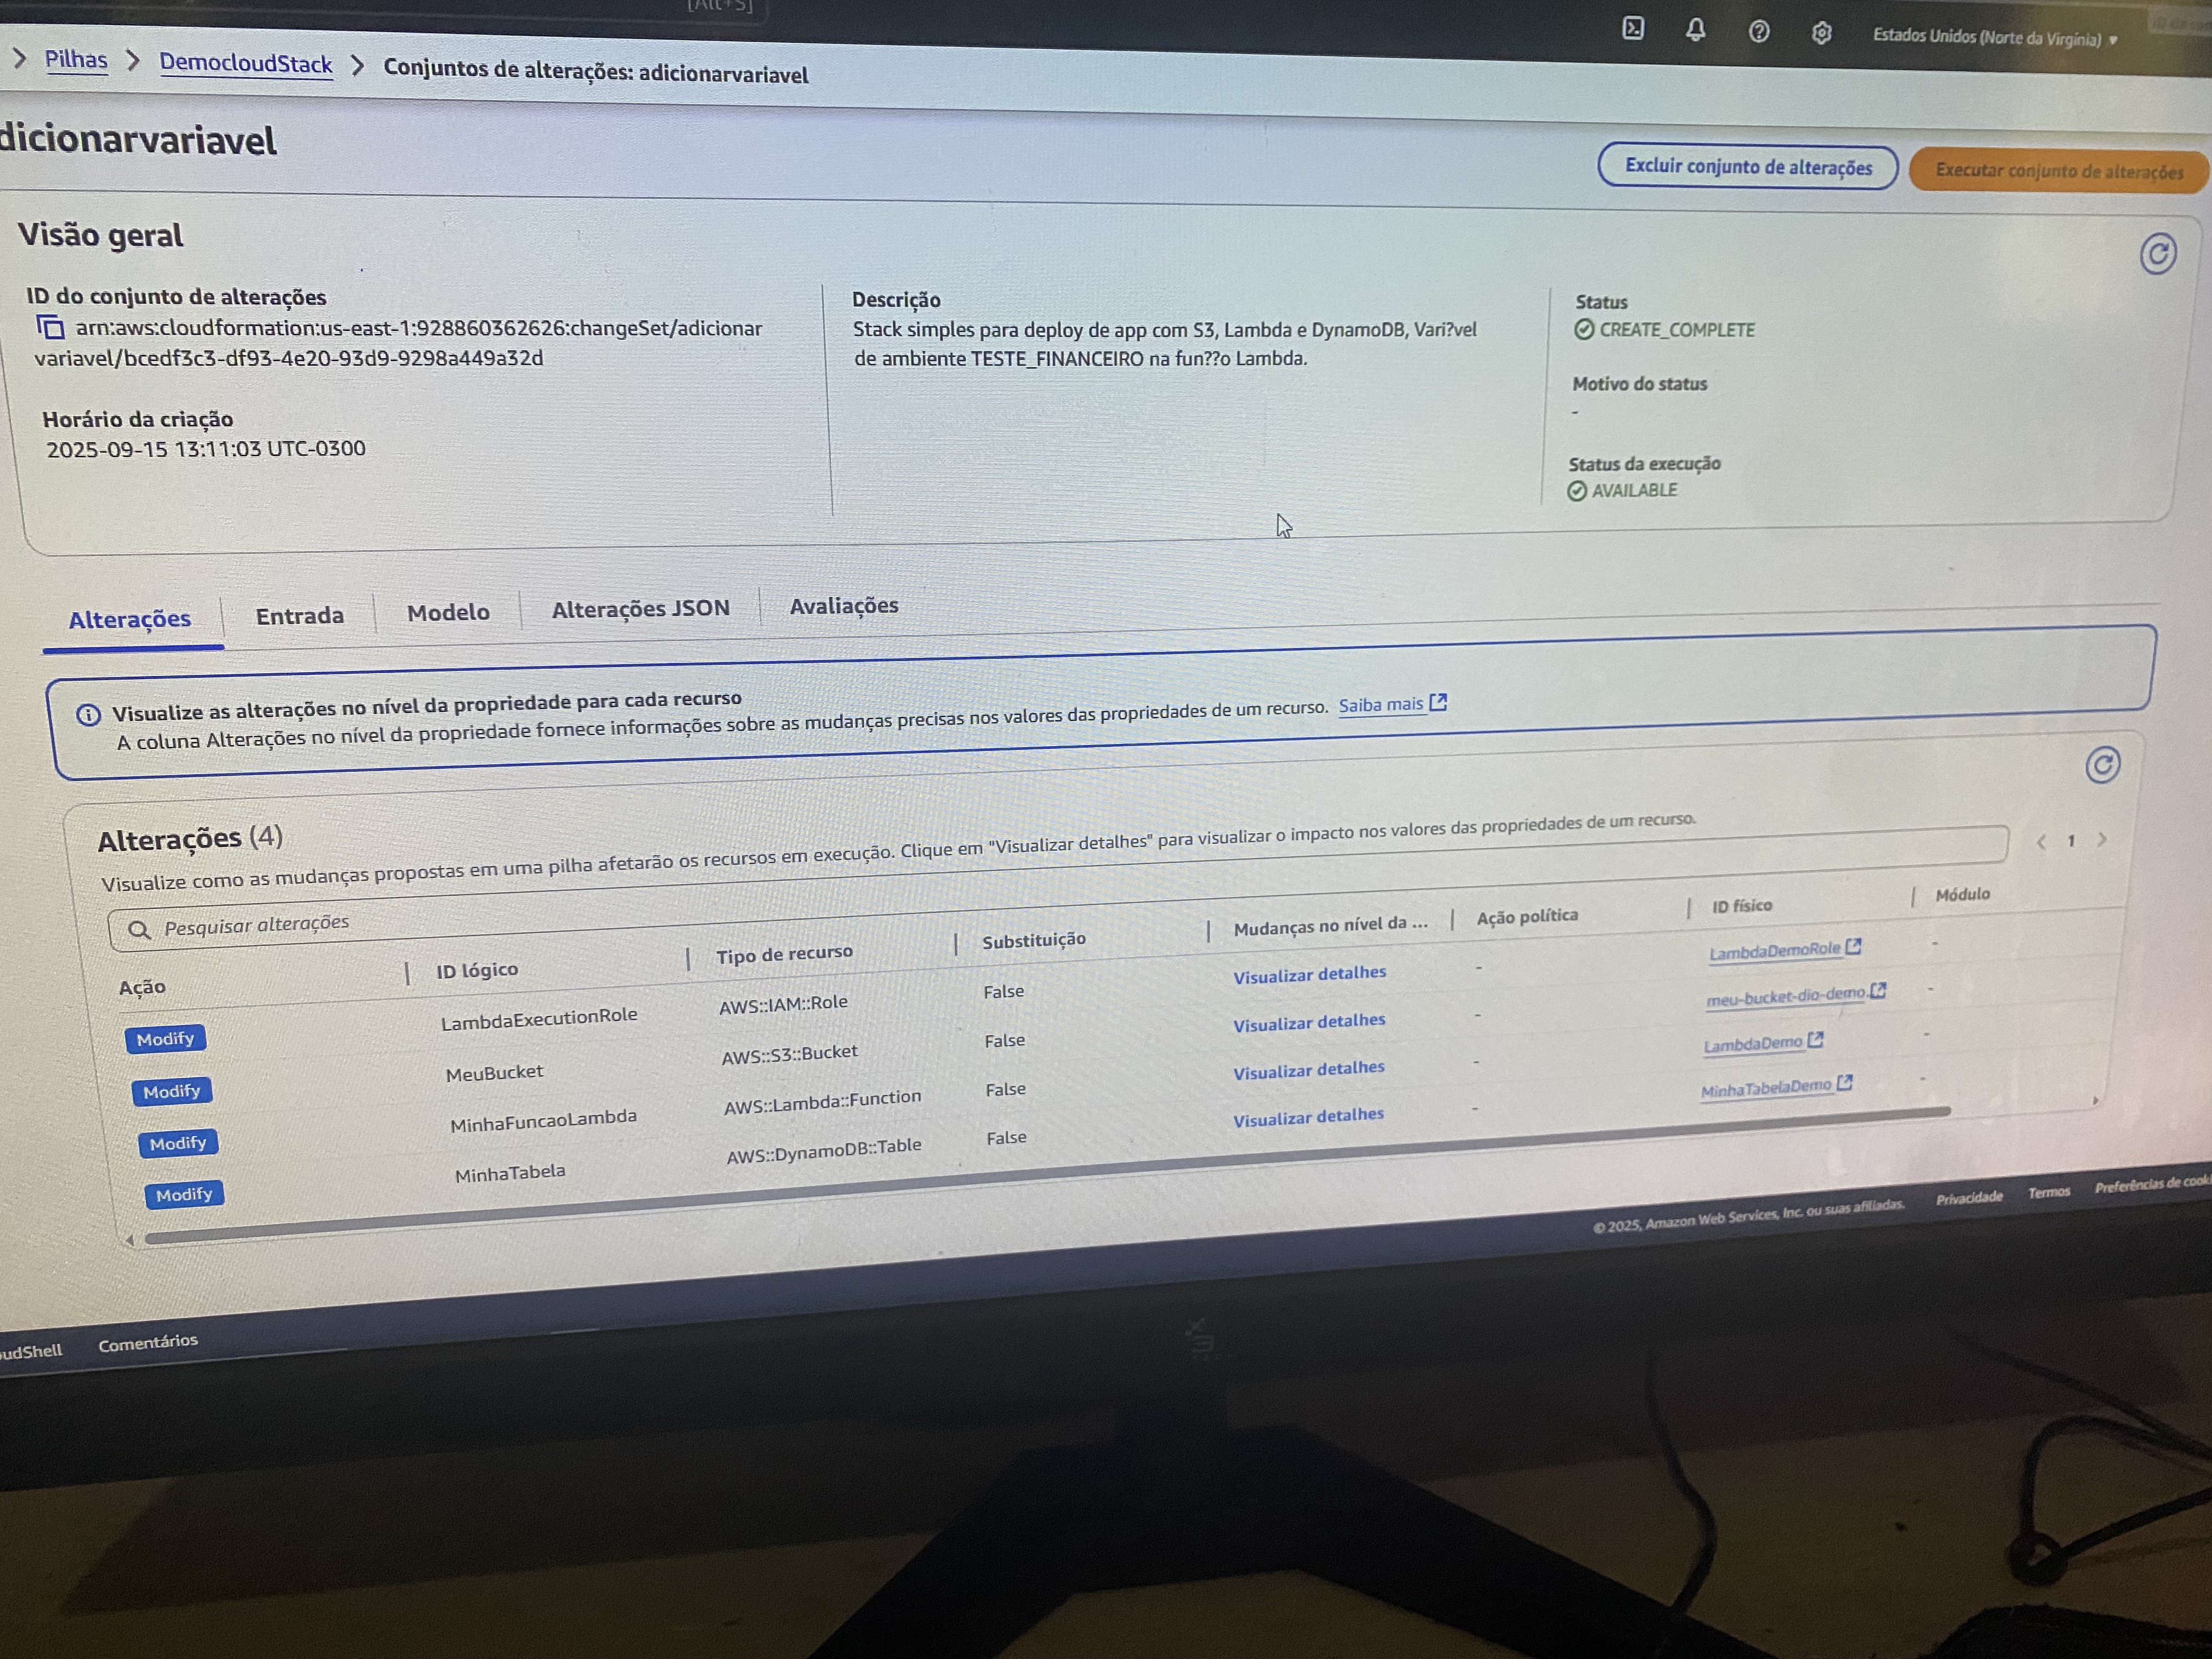 [Alt+S]
Estados Unidos (Norte da Virgínia)
Pilhas
DemocloudStack
Conjuntos de alterações: adicionarvariavel
dicionarvariavel
Excluir conjunto de alterações
Executar conjunto de alterações
Visão geral
ID do conjunto de alterações
arn:aws:cloudformation:us-east-1:928860362626:changeSet/adicionar
variavel/bcedf3c3-df93-4e20-93d9-9298a449a32d
Horário da criação
2025-09-15 13:11:03 UTC-0300
Descrição
Stack simples para deploy de app com S3, Lambda e DynamoDB, Vari?vel
de ambiente TESTE_FINANCEIRO na fun??o Lambda.
Status
CREATE_COMPLETE
Motivo do status
-
Status da execução
AVAILABLE
Alterações Entrada Modelo Alterações JSON Avaliações
Visualize as alterações no nível da propriedade para cada recurso
A coluna Alterações no nível da propriedade fornece informações sobre as mudanças precisas nos valores das propriedades de um recurso. Saiba mais
Alterações (4)
Visualize como as mudanças propostas em uma pilha afetarão os recursos em execução. Clique em "Visualizar detalhes" para visualizar o impacto nos valores das propriedades de um recurso.
Pesquisar alterações
1
Ação ID lógico Tipo de recurso Substituição Mudanças no nível da ... Ação política ID físico Módulo
Modify LambdaExecutionRole AWS::IAM::Role False Visualizar detalhes - LambdaDemoRole -
Modify MeuBucket AWS::S3::Bucket False Visualizar detalhes - meu-bucket-dio-demo. -
Modify MinhaFuncaoLambda AWS::Lambda::Function False Visualizar detalhes - LambdaDemo -
Modify MinhaTabela AWS::DynamoDB::Table False Visualizar detalhes - MinhaTabelaDemo -
© 2025, Amazon Web Services, Inc. ou suas afiliadas. Privacidade Termos Preferências de cook
udShell Comentários